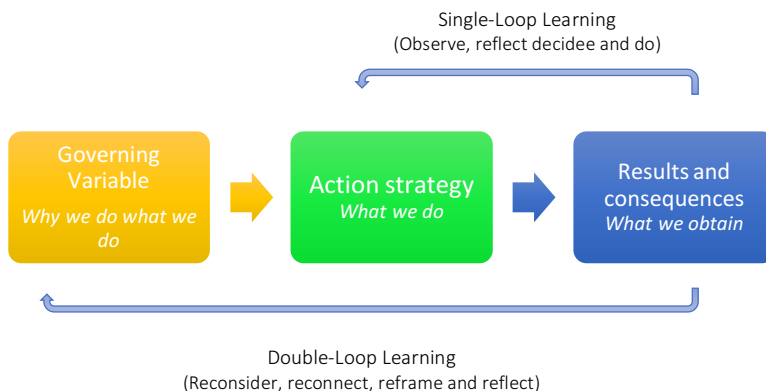 Single-Loop Learning
(Observe, reflect decidee and do)
Governing
Variable
Why we do what we
do
Action strategy
What we do
Results and
consequences
What we obtain
Double-Loop Learning
(Reconsider, reconnect, reframe and reflect)